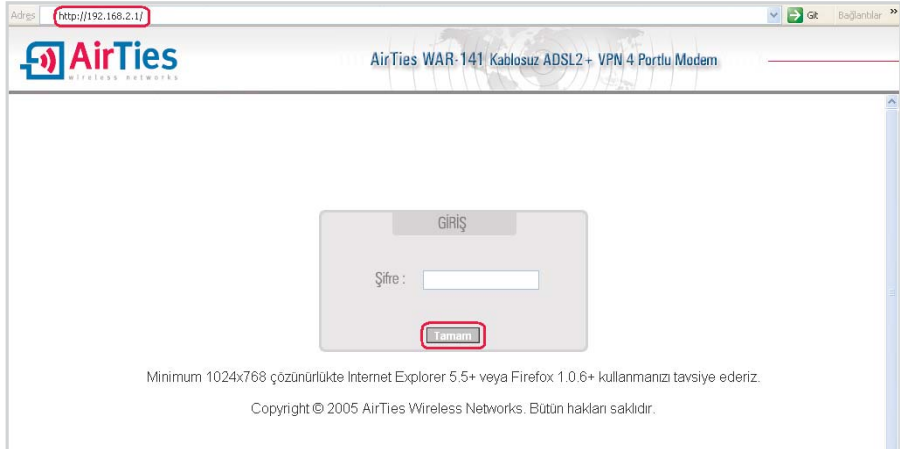 Adres http://192.168.2.1/ Git Bağlantılar »
AirTies
wireless networks
AirTies WAR-141 Kablosuz ADSL2+ VPN 4 Portlu Modem
GİRİŞ
Şifre :
Tamam
Minimum 1024x768 çözünürlükte Internet Explorer 5.5+ veya Firefox 1.0.6+ kullanmanızı tavsiye ederiz.
Copyright © 2005 AirTies Wireless Networks. Bütün hakları saklıdır.